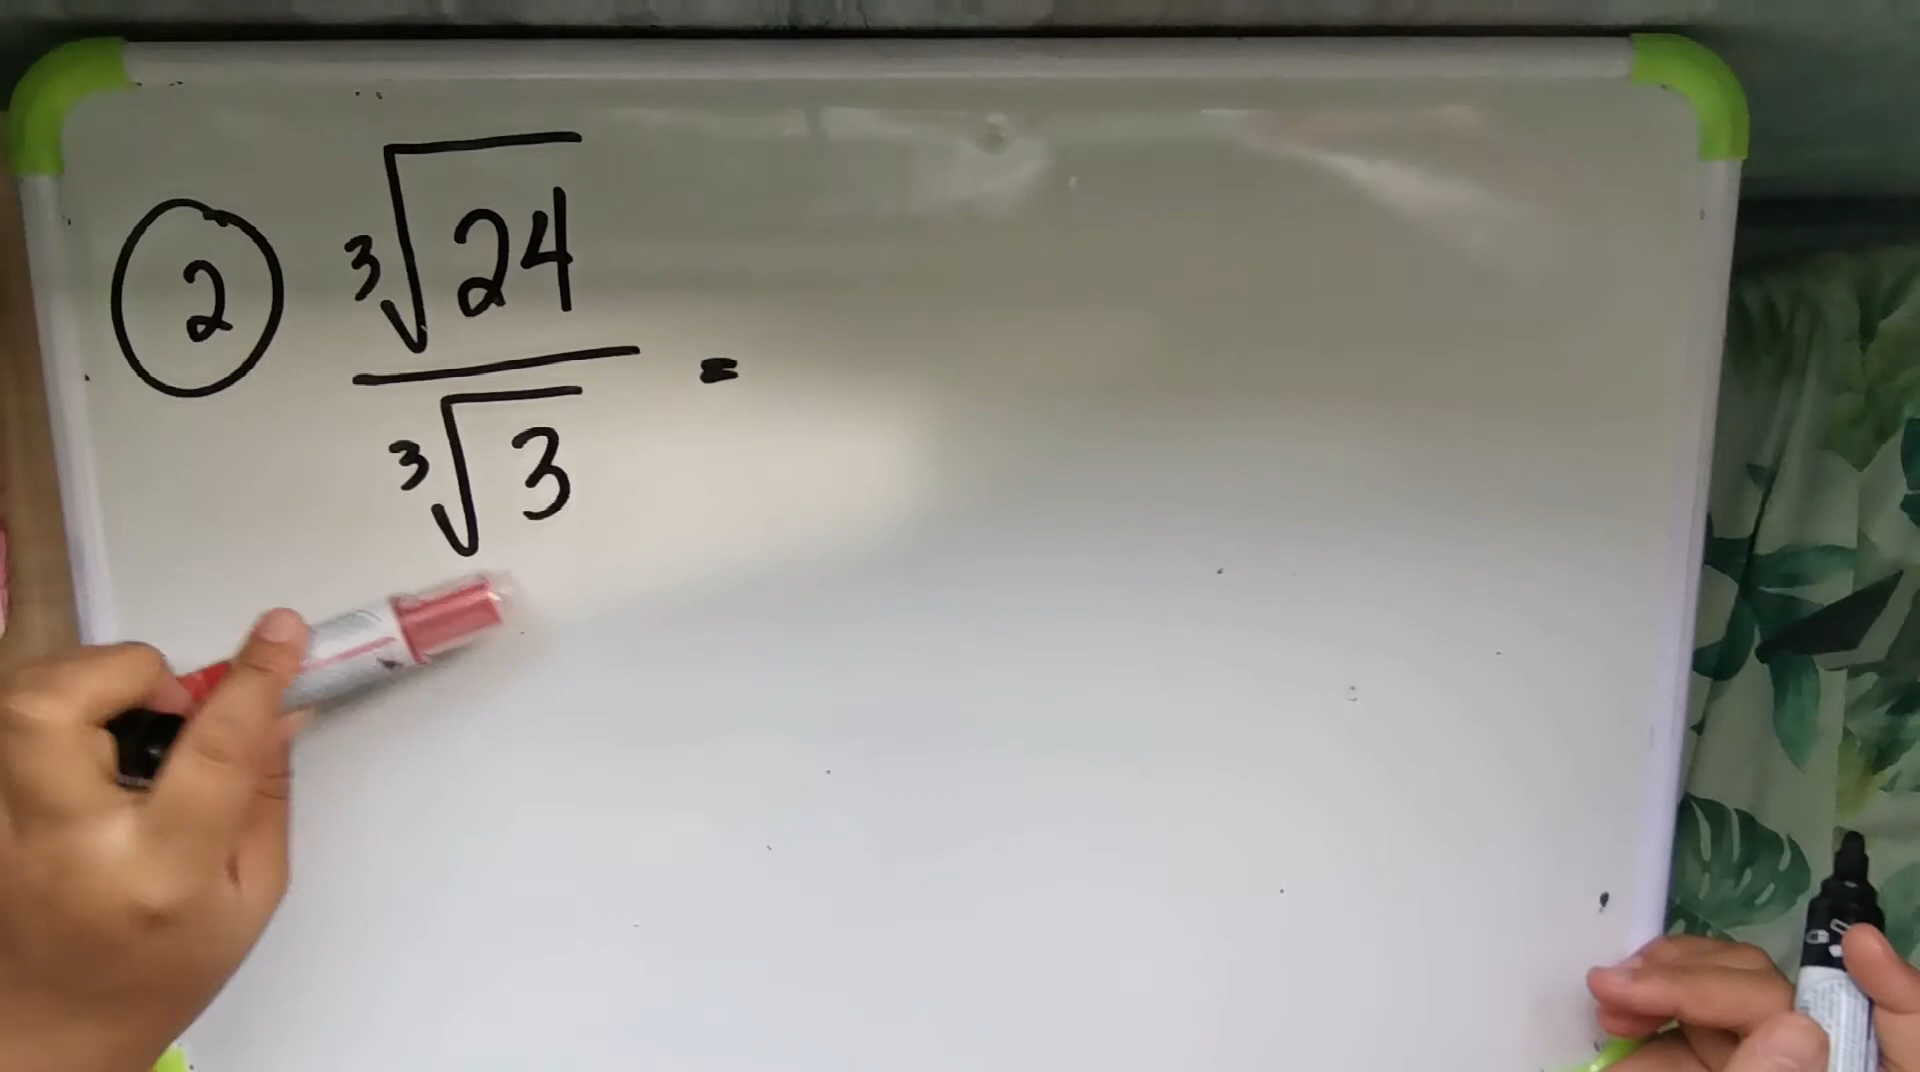 ② ∛24 / ∛3 =